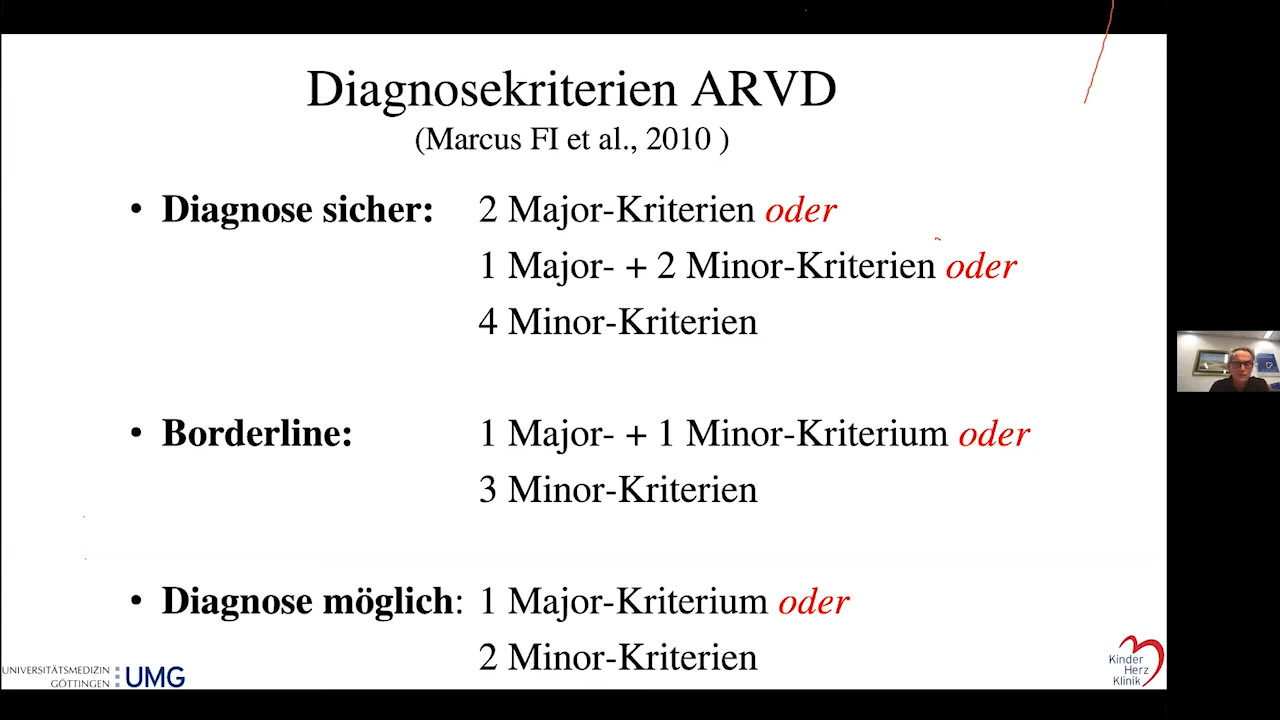 Diagnosekriterien ARVD
(Marcus FI et al., 2010 )
• Diagnose sicher: 2 Major-Kriterien oder
1 Major- + 2 Minor-Kriterien oder
4 Minor-Kriterien
• Borderline: 1 Major- + 1 Minor-Kriterium oder
3 Minor-Kriterien
• Diagnose möglich: 1 Major-Kriterium oder
2 Minor-Kriterien
UNIVERSITÄTSMEDIZIN
GÖTTINGEN UMG
Kinder
Herz
Klinik